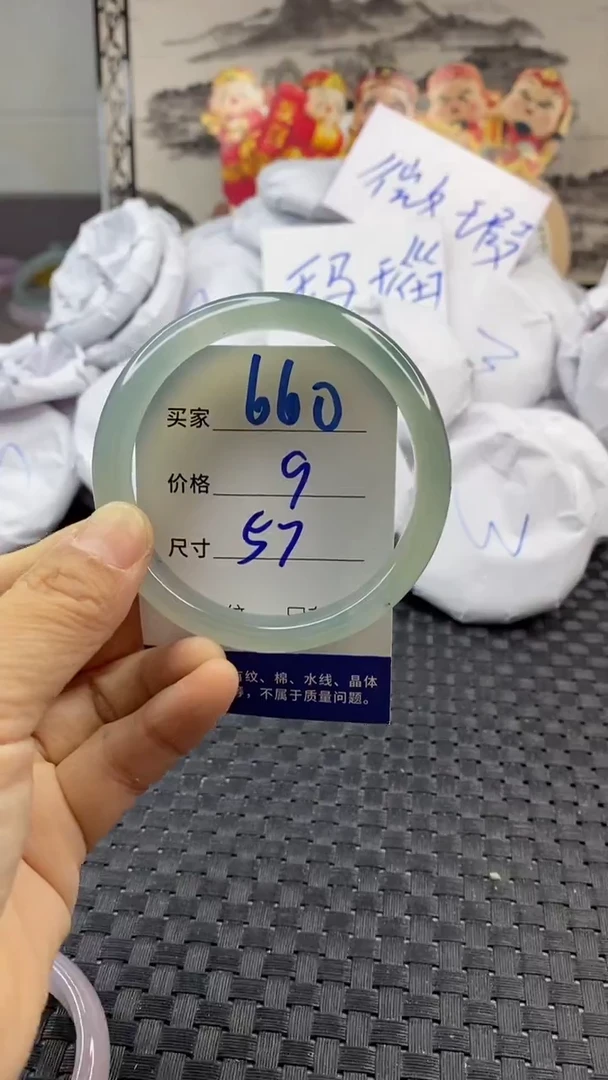 微瑕
玛瑙
买家 660
价格 9
尺寸 57
纹、棉、水线、晶体
，不属于质量问题。
W